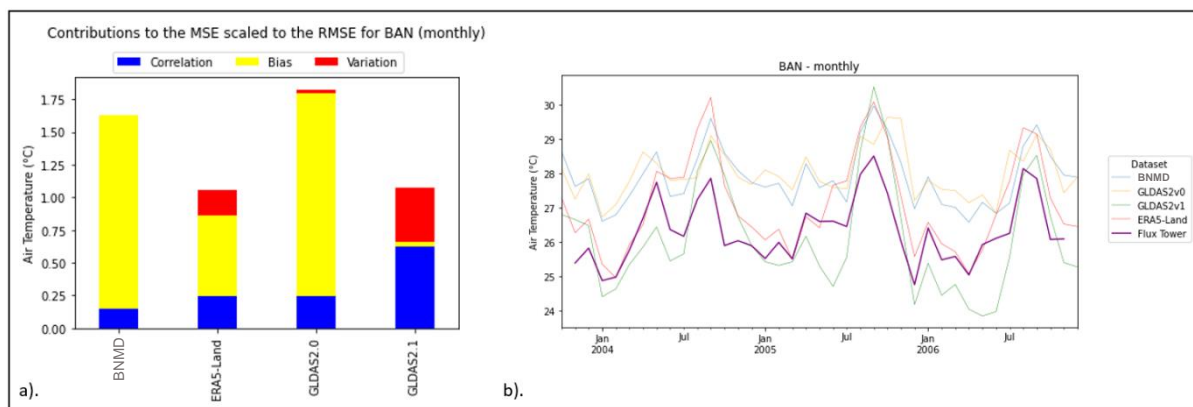 Contributions to the MSE scaled to the RMSE for BAN (monthly)
Correlation Bias Variation
Air Temperature (°C)
1.75
1.50
1.25
1.00
0.75
0.50
0.25
0.00
BNMD
ERA5-Land
GLDAS2.0
GLDAS2.1
a).
BAN - monthly
Air Temperature (°C)
30
29
28
27
26
25
24
Jan Jul Jan Jul Jan Jul
2004 2005 2006
Dataset
BNMD
GLDAS2v0
GLDAS2v1
ERA5-Land
Flux Tower
b).